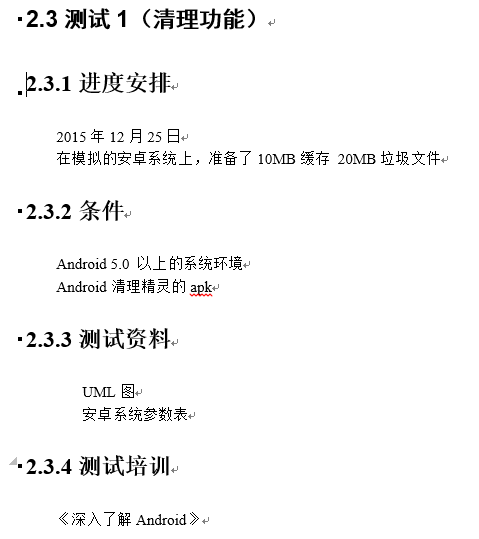 2.3 测试 1（清理功能）
2.3.1 进度安排
2015 年 12 月 25 日
在模拟的安卓系统上，准备了 10MB 缓存 20MB 垃圾文件
2.3.2 条件
Android 5.0 以上的系统环境
Android 清理精灵的 apk
2.3.3 测试资料
UML 图
安卓系统参数表
2.3.4 测试培训
《深入了解 Android》